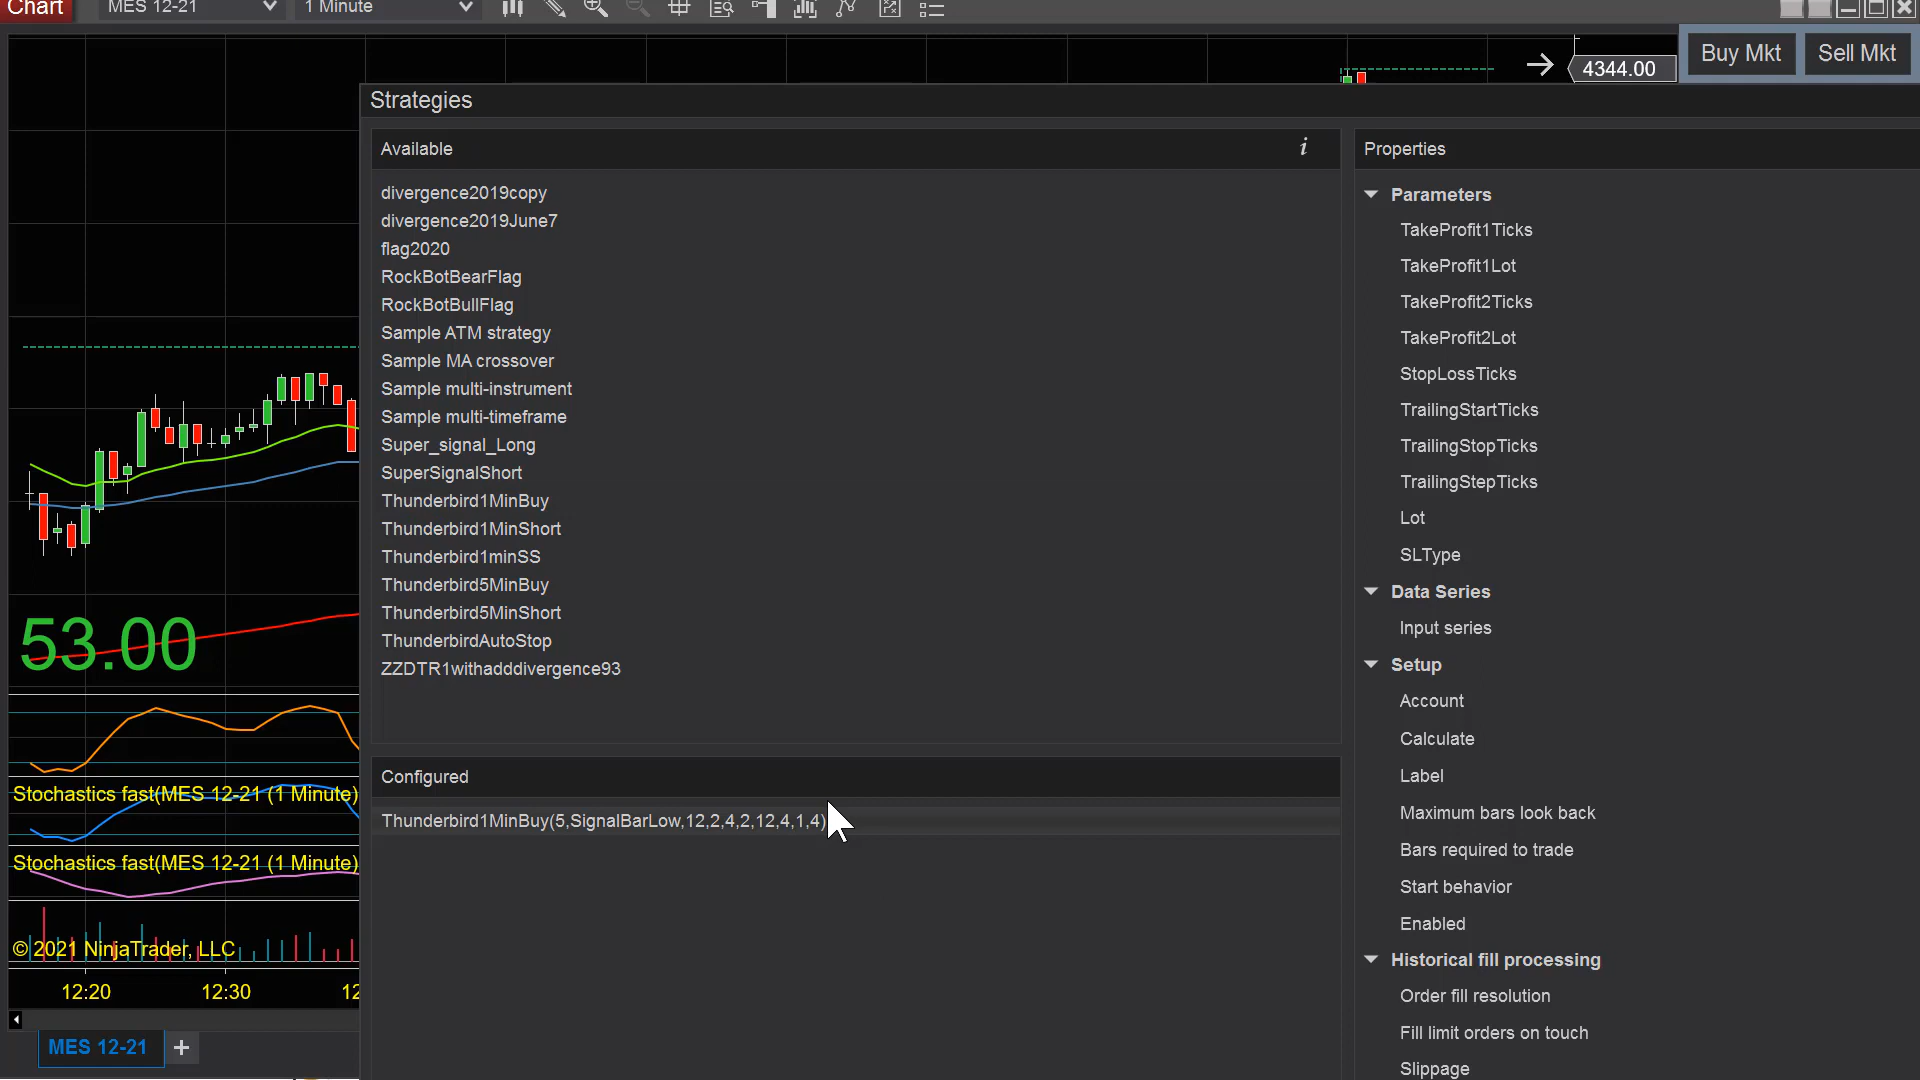 Chart
MES 12-21
1 Minute
Buy Mkt
Sell Mkt
4344.00
Strategies
Available
i
Properties
divergence2019copy
divergence2019June7
flag2020
RockBotBearFlag
RockBotBullFlag
Sample ATM strategy
Sample MA crossover
Sample multi-instrument
Sample multi-timeframe
Super_signal_Long
SuperSignalShort
Thunderbird1MinBuy
Thunderbird1MinShort
Thunderbird1minSS
Thunderbird5MinBuy
Thunderbird5MinShort
ThunderbirdAutoStop
ZZDTR1withadddivergence93
Configured
Thunderbird1MinBuy(5,SignalBarLow,12,2,4,2,12,4,1,4)
Parameters
TakeProfit1Ticks
TakeProfit1Lot
TakeProfit2Ticks
TakeProfit2Lot
StopLossTicks
TrailingStartTicks
TrailingStopTicks
TrailingStepTicks
Lot
SLType
Data Series
Input series
Setup
Account
Calculate
Label
Maximum bars look back
Bars required to trade
Start behavior
Enabled
Historical fill processing
Order fill resolution
Fill limit orders on touch
Slippage
53.00
Stochastics fast(MES 12-21 (1 Minute)
Stochastics fast(MES 12-21 (1 Minute)
© 2021 NinjaTrader, LLC
12:20
12:30
12
MES 12-21
+